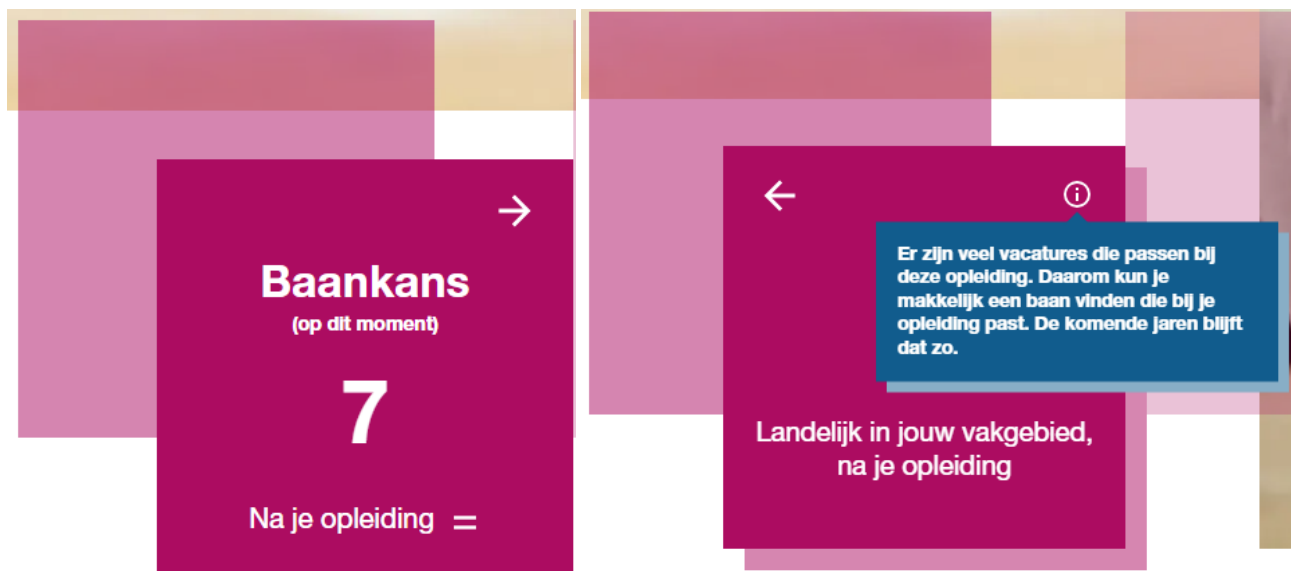 Baankans
(op dit moment)
7
Na je opleiding =
Er zijn veel vacatures die passen bij
deze opleiding. Daarom kun je
makkelijk een baan vinden die bij je
opleiding past. De komende jaren blijft
dat zo.
Landelijk in jouw vakgebied,
na je opleiding